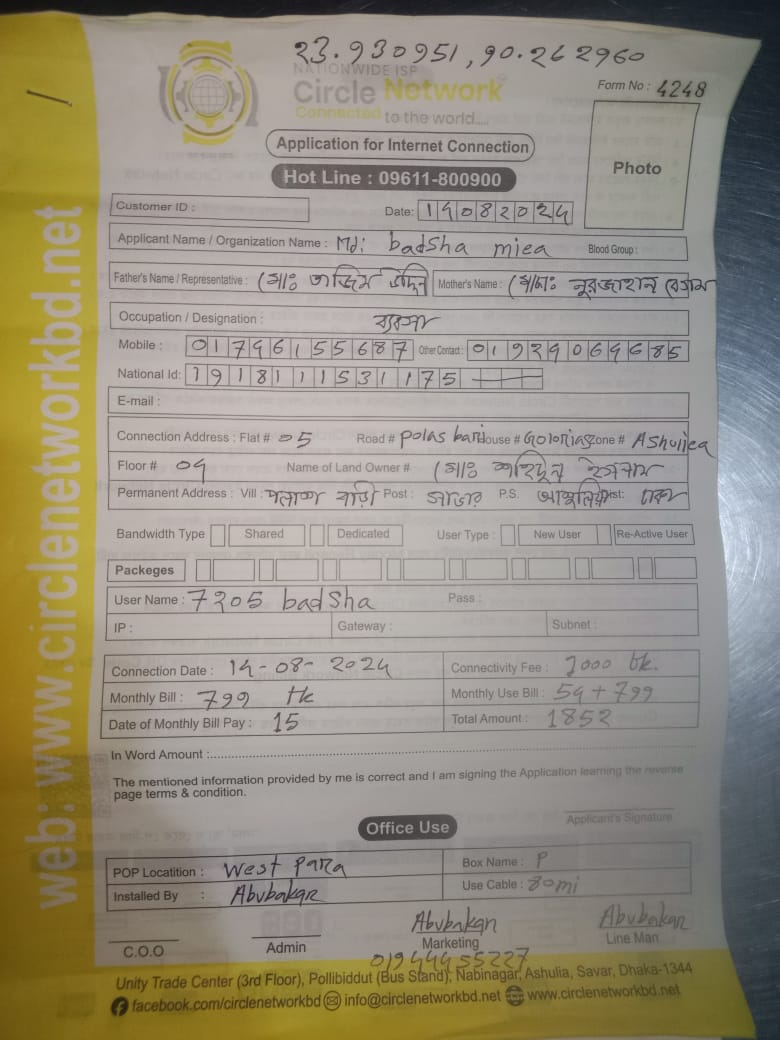 23.930951, 90.262960
NATIONWIDE ISP
Circle Network
Connected to the world....
Form No : 4248
Application for Internet Connection
Photo
Hot Line : 09611-800900
Customer ID :
Date: 14082024
Applicant Name / Organization Name : Md: badSha miea Blood Group :
Father's Name / Representative : (মোঃ তাজিম উদ্দিন Mother's Name : (মোছাঃ নুরজাহান বেগম
Occupation / Designation : ব্যবসা
Mobile : 01796155687 Other Contact : 01929069685
National Id: 1918111531175
E-mail :
Connection Address : Flat # 05 Road # polas bari House # Zone # Ashuliea
Floor # 04 Name of Land Owner # (মোঃ শহিদুল ইসলাম
Permanent Address : Vill : পলাশ বাড়ী Post : সাভার P.S. আশুলিয়া Dist: ঢাকা
Bandwidth Type Shared Dedicated User Type : New User Re-Active User
Packeges
User Name : 7205 badSha Pass :
IP : Gateway : Subnet :
Connection Date : 14-08-2024 Connectivity Fee : 1000 tk.
Monthly Bill : 799 tk Monthly Use Bill : 54 + 799
Date of Monthly Bill Pay : 15 Total Amount : 1852
In Word Amount :
The mentioned information provided by me is correct and I am signing the Application learning the reverse
page terms & condition.
Applicant's Signature
Office Use
POP Locatition : West Para Box Name : P
Installed By : Abubakar Use Cable : 80mi
Abubakar Abubakar
C.O.O Admin Marketing Line Man
01944455227
Unity Trade Center (3rd Floor), Pollibiddut (Bus Stand), Nabinagar, Ashulia, Savar, Dhaka-1344
facebook.com/circlenetworkbd info@circlenetworkbd.net www.circlenetworkbd.net
web: www.circlenetworkbd.net